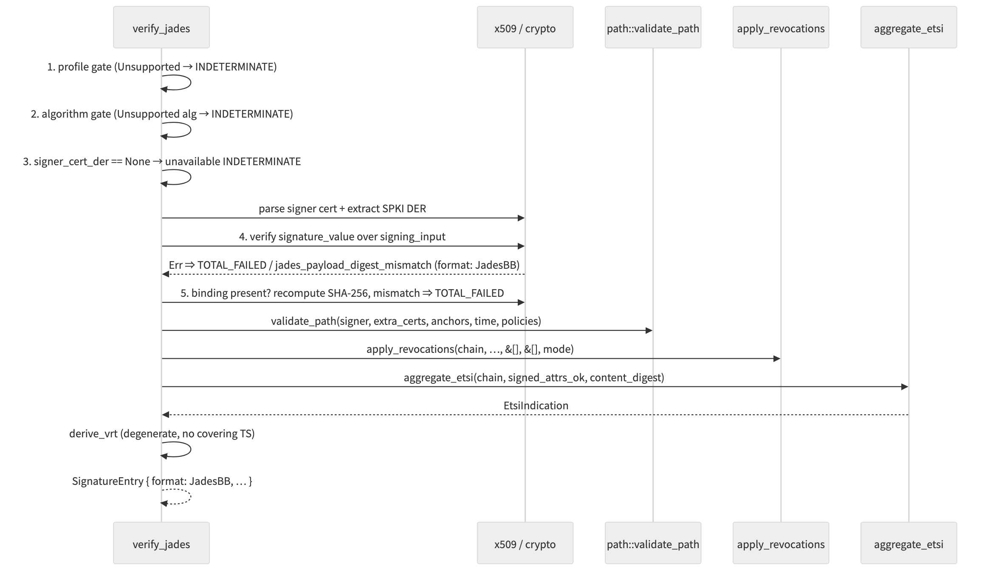 verify_jades
x509 / crypto
path::validate_path
apply_revocations
aggregate_etsi
1. profile gate (Unsupported → INDETERMINATE)
2. algorithm gate (Unsupported alg → INDETERMINATE)
3. signer_cert_der == None → unavailable INDETERMINATE
parse signer cert + extract SPKI DER
4. verify signature_value over signing_input
Err ⇒ TOTAL_FAILED / jades_payload_digest_mismatch (format: JadesBB)
5. binding present? recompute SHA-256, mismatch ⇒ TOTAL_FAILED
validate_path(signer, extra_certs, anchors, time, policies)
apply_revocations(chain, …, &[], &[], mode)
aggregate_etsi(chain, signed_attrs_ok, content_digest)
EtsiIndication
derive_vrt (degenerate, no covering TS)
SignatureEntry { format: JadesBB, … }
verify_jades
x509 / crypto
path::validate_path
apply_revocations
aggregate_etsi